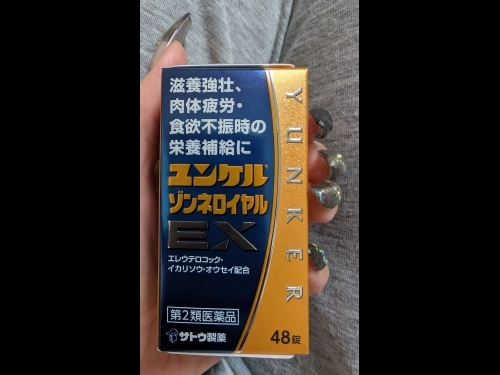 滋養強壮、
肉体疲労・
食欲不振時の
栄養補給に
ユンケル
ゾンネロイヤル
EX
エレウテロコック・
イカリソウ・オウセイ配合
第2類医薬品
サトウ製薬
YUNKER
48錠